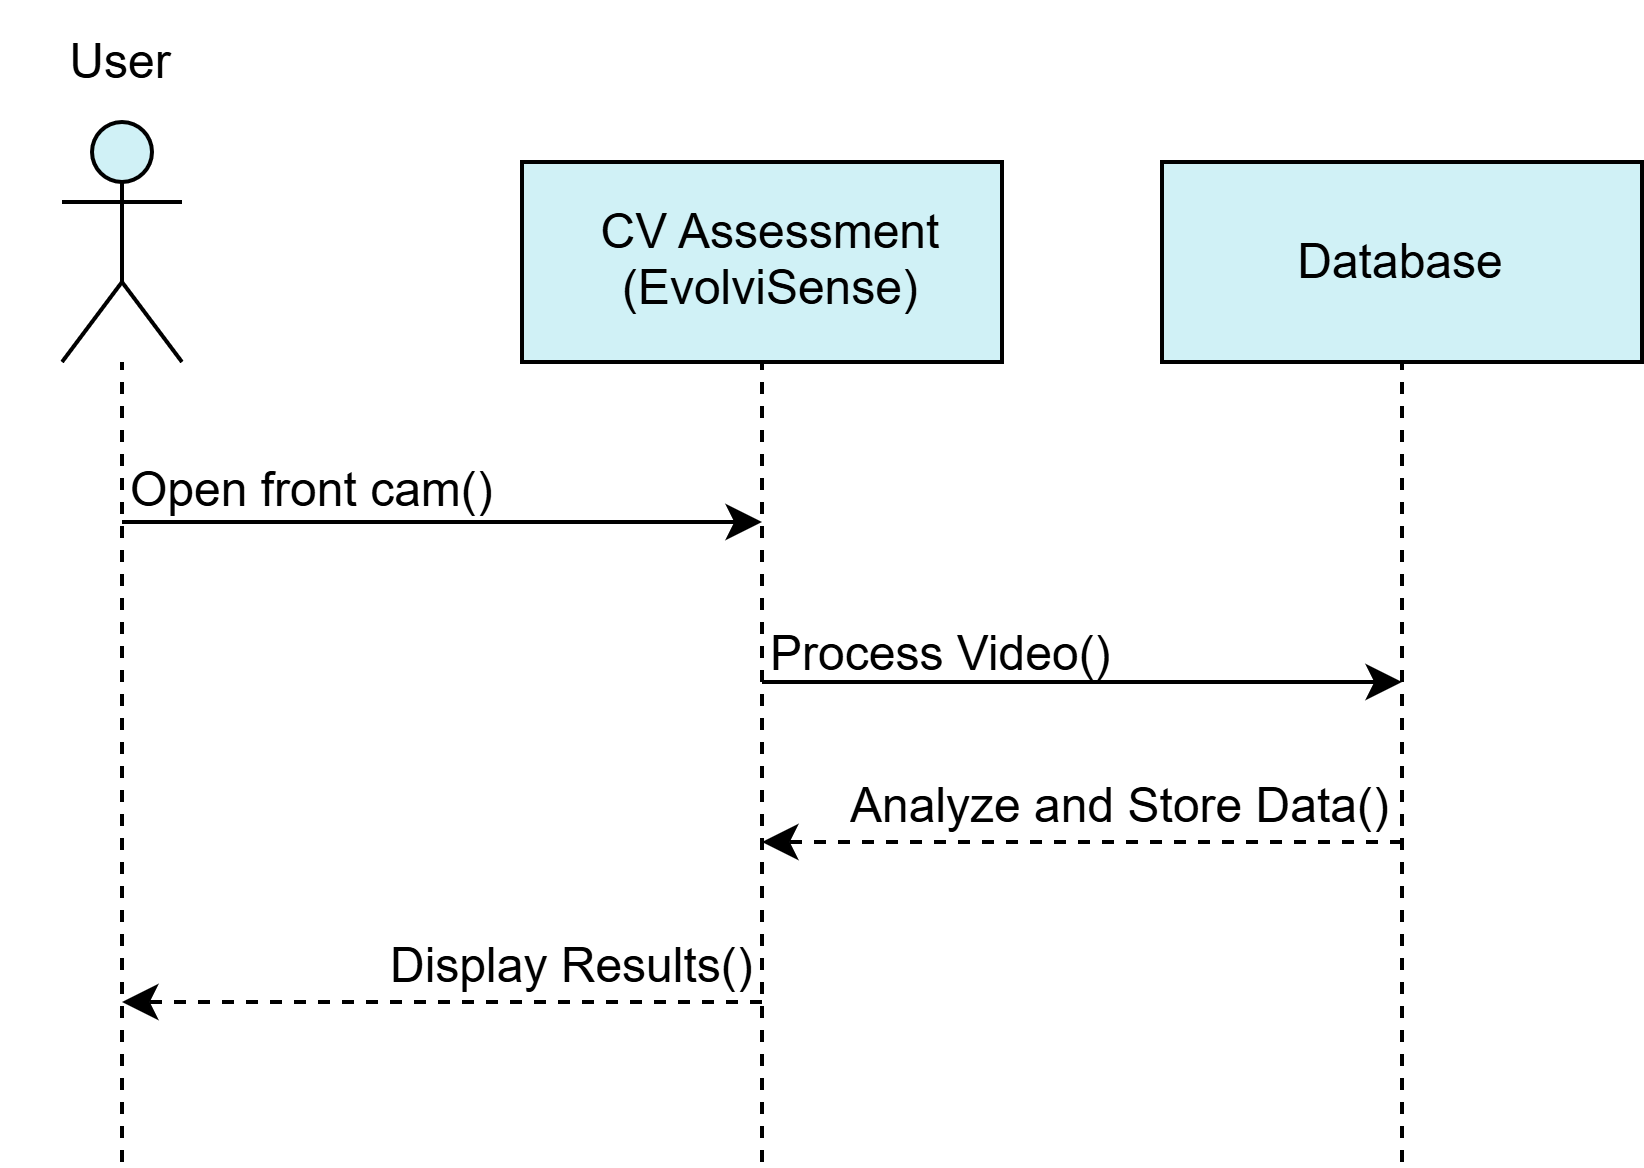 User
CV Assessment
(EvolviSense)
Database
Open front cam()
Process Video()
Analyze and Store Data()
Display Results()